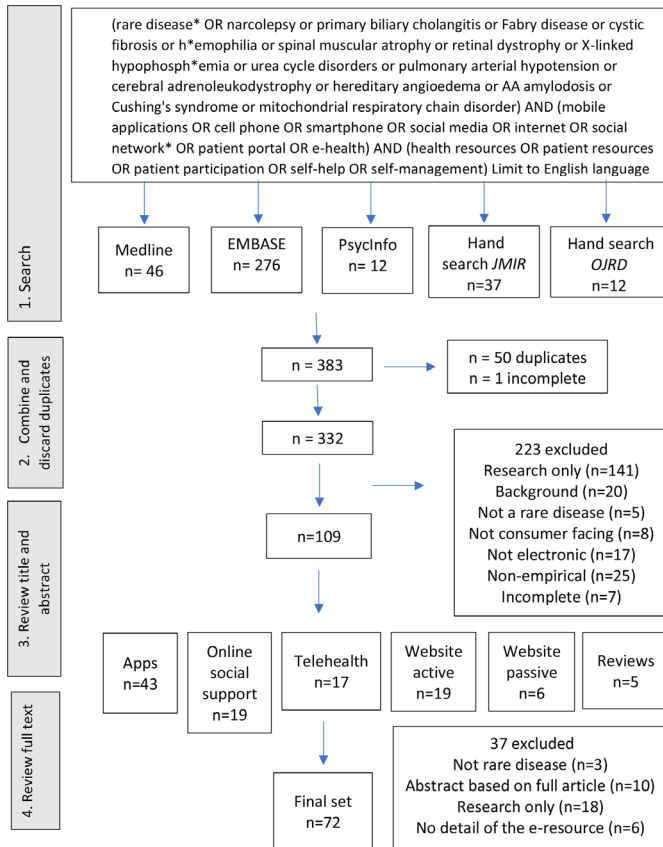 (rare disease* OR narcolepsy or primary biliary cholangitis or Fabry disease or cystic
fibrosis or h*emophilia or spinal muscular atrophy or retinal dystrophy or X-linked
hypophosph*emia or urea cycle disorders or pulmonary arterial hypotension or
cerebral adrenoleukodystrophy or hereditary angioedema or AA amylodosis or
Cushing's syndrome or mitochondrial respiratory chain disorder) AND (mobile
applications OR cell phone OR smartphone OR social media OR internet OR social
network* OR patient portal OR e-health) AND (health resources OR patient resources
OR patient participation OR self-help OR self-management) Limit to English language
1. Search
Medline
n= 46
EMBASE
n= 276
PsycInfo
n= 12
Hand
search JMIR
n=37
Hand search
OJRD
n=12
2. Combine and
discard duplicates
n = 383
n = 50 duplicates
n = 1 incomplete
n = 332
223 excluded
Research only (n=141)
Background (n=20)
Not a rare disease (n=5)
Not consumer facing (n=8)
Not electronic (n=17)
Non-empirical (n=25)
Incomplete (n=7)
3. Review title and
abstract
n=109
Apps
n=43
Online
social
support
n=19
Telehealth
n=17
Website
active
n=19
Website
passive
n=6
Reviews
n=5
4. Review full text
37 excluded
Not rare disease (n=3)
Abstract based on full article (n=10)
Research only (n=18)
No detail of the e-resource (n=6)
Final set
n=72